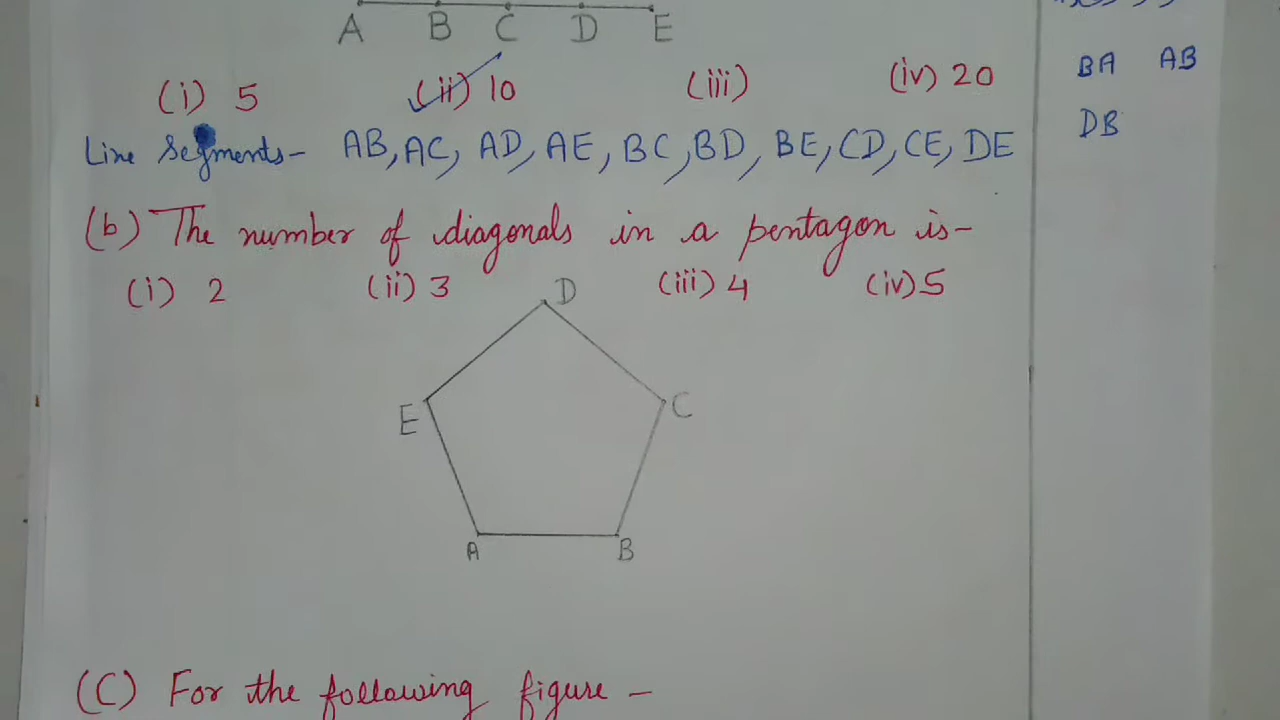 A B C D E
(i) 5 (ii) 10 (iii) (iv) 20
BA AB
DB
Line Segments- AB, AC, AD, AE, BC, BD, BE, CD, CE, DE
(b) The number of diagonals in a pentagon is-
(i) 2 (ii) 3 (iii) 4 (iv) 5
D
E C
A B
(C) For the following figure -